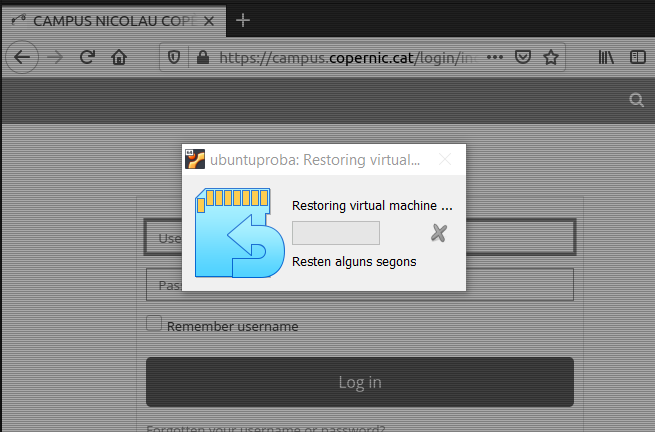 CAMPUS NICOLAU COPÈ
https://campus.copernic.cat/login/in
ubuntuproba: Restoring virtual...
Restoring virtual machine ...
Resten alguns segons
Use
Pas
Remember username
Log in
Forgotten your username or password?